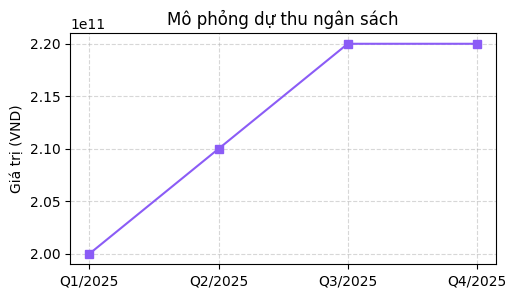 Mô phỏng dự thu ngân sách
1e11
Giá trị (VND)
2.20
2.15
2.10
2.05
2.00
Q1/2025 Q2/2025 Q3/2025 Q4/2025